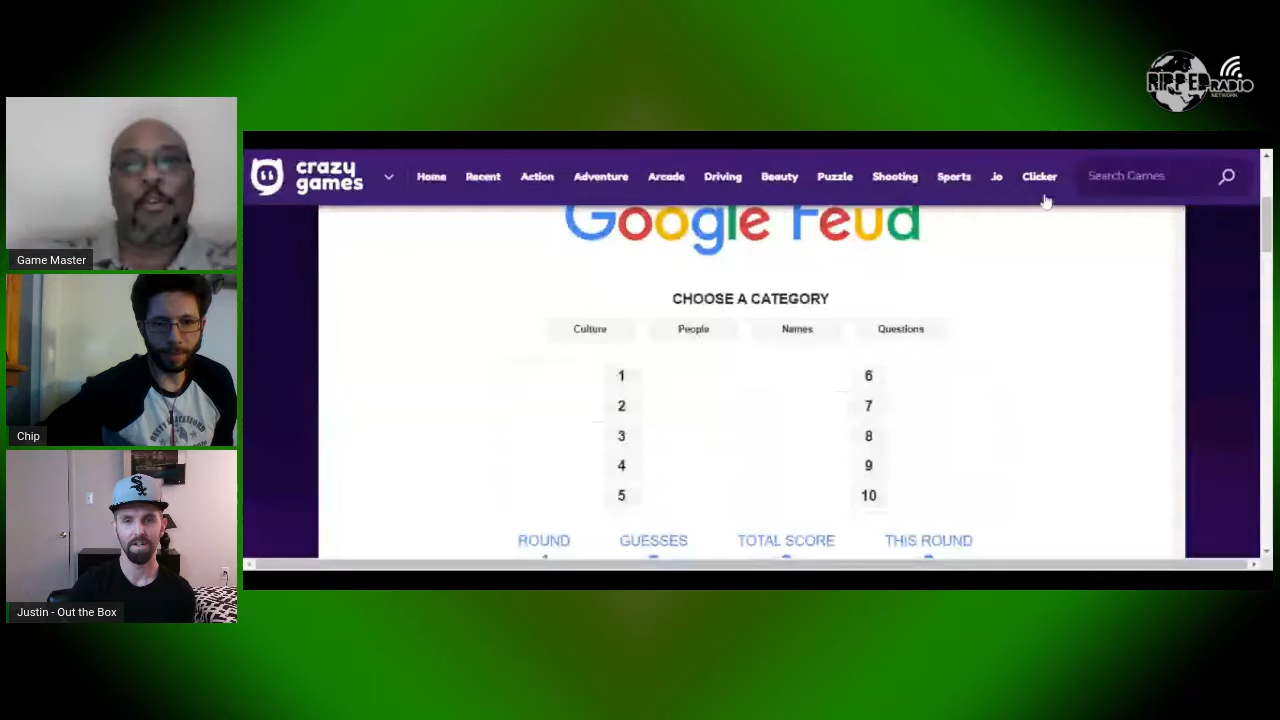 RIPPED RADIO
NETWORK
crazy games
Home Recent Action Adventure Arcade Driving Beauty Puzzle Shooting Sports .io Clicker Search Games
Google Feud
CHOOSE A CATEGORY
Culture People Names Questions
1 6
2 7
3 8
4 9
5 10
ROUND GUESSES TOTAL SCORE THIS ROUND
Game Master
Chip
Justin - Out the Box